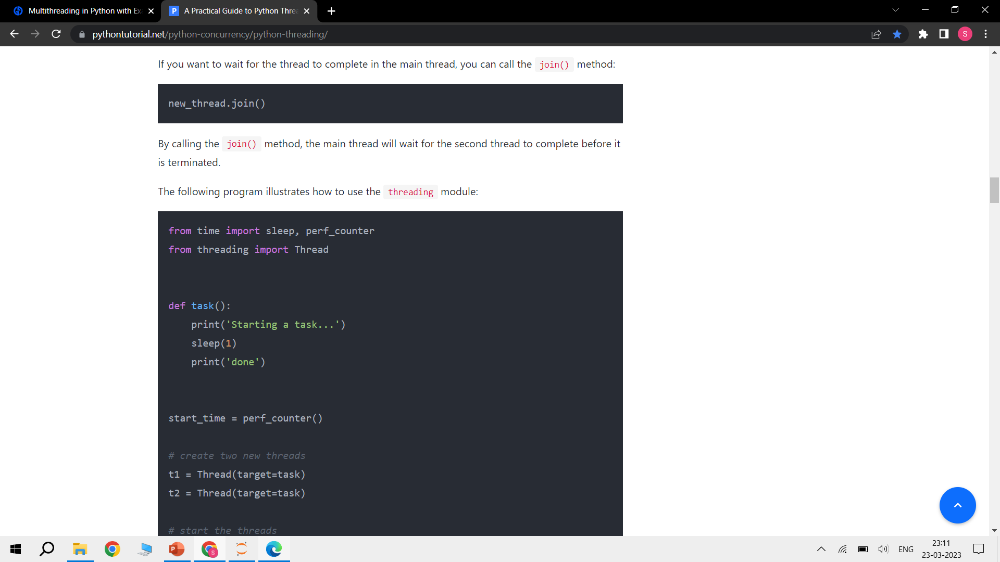 Multithreading in Python with Ex
A Practical Guide to Python Thre
pythontutorial.net/python-concurrency/python-threading/
S
If you want to wait for the thread to complete in the main thread, you can call the join() method:
new_thread.join()
By calling the join() method, the main thread will wait for the second thread to complete before it
is terminated.
The following program illustrates how to use the threading module:
from time import sleep, perf_counter
from threading import Thread
def task():
    print('Starting a task...')
    sleep(1)
    print('done')
start_time = perf_counter()
# create two new threads
t1 = Thread(target=task)
t2 = Thread(target=task)
# start the threads
ENG
23:11
23-03-2023